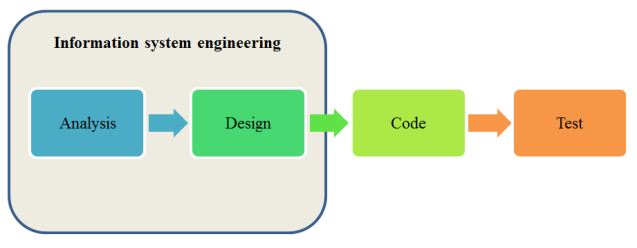 Information system engineering
Analysis
Design
Code
Test